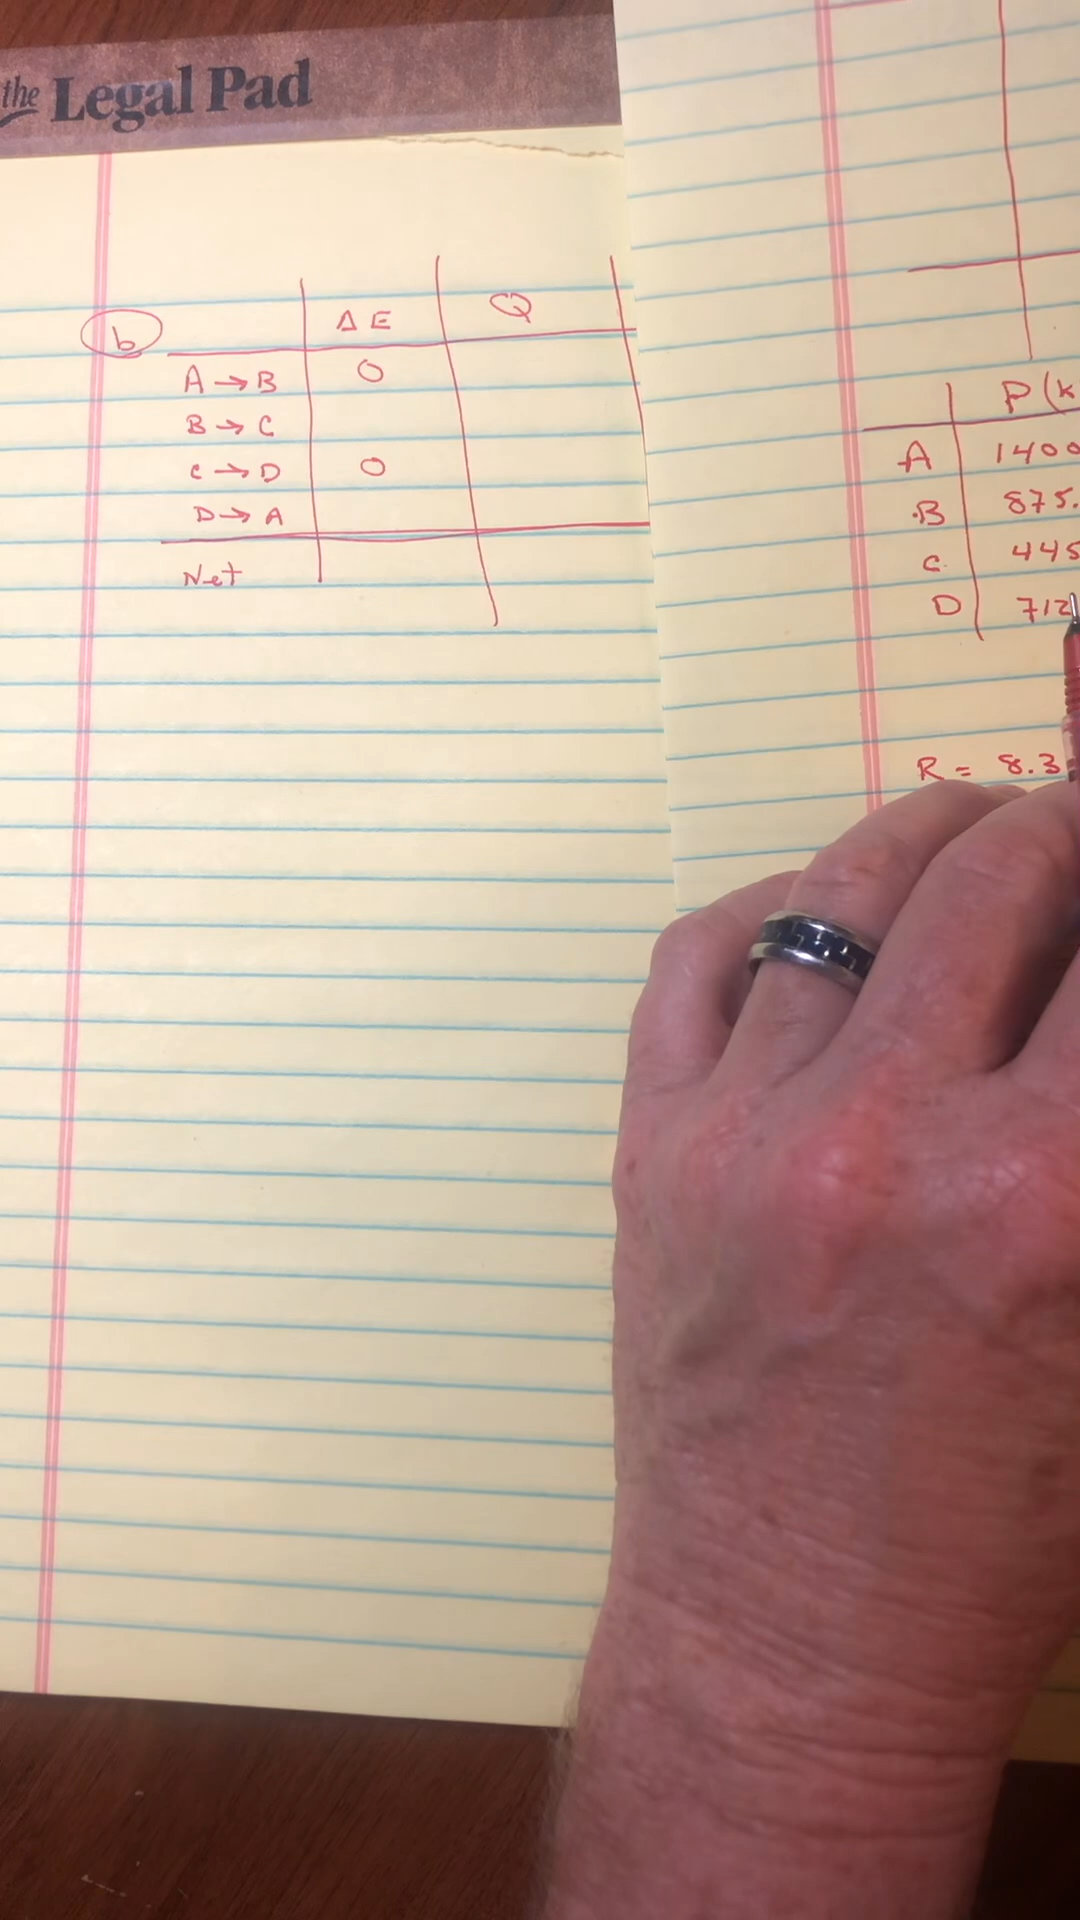 the Legal Pad
b
ΔE Q
A → B 0
B → C
C → D 0
D → A
Net
P (k
A 1400
B 875.
C 445
D 712
R = 8.3